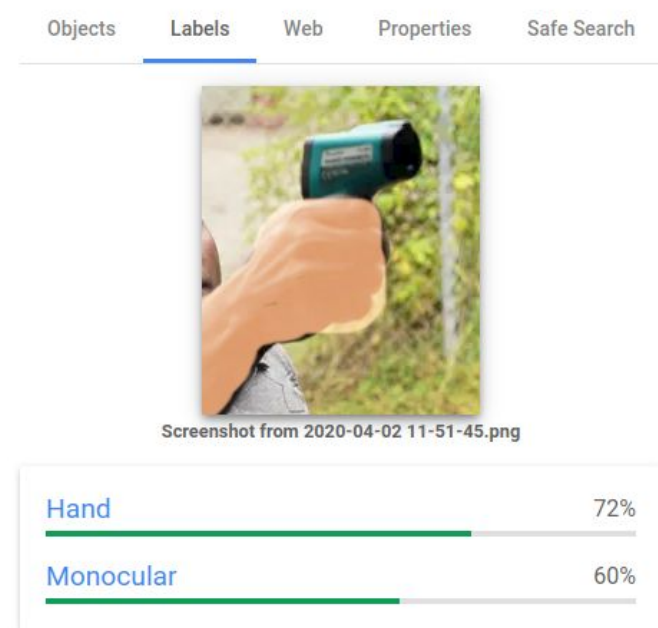 Objects Labels Web Properties Safe Search
Screenshot from 2020-04-02 11-51-45.png
Hand 72%
Monocular 60%